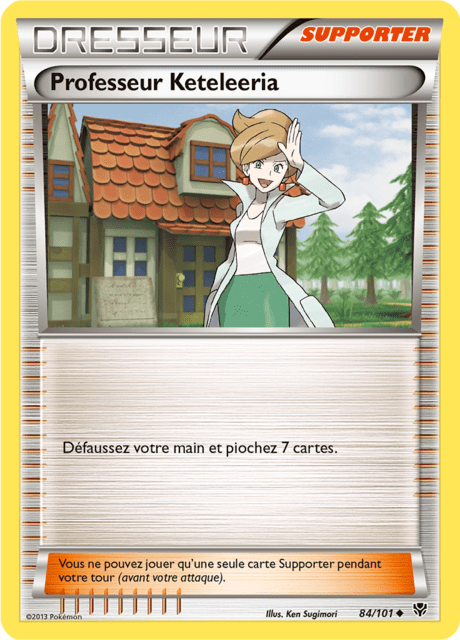 DRESSEUR
SUPPORTER
Professeur Keteleeria
Défaussez votre main et piochez 7 cartes.
Vous ne pouvez jouer qu'une seule carte Supporter pendant
votre tour (avant votre attaque).
©2013 Pokémon
Illus. Ken Sugimori
84/101